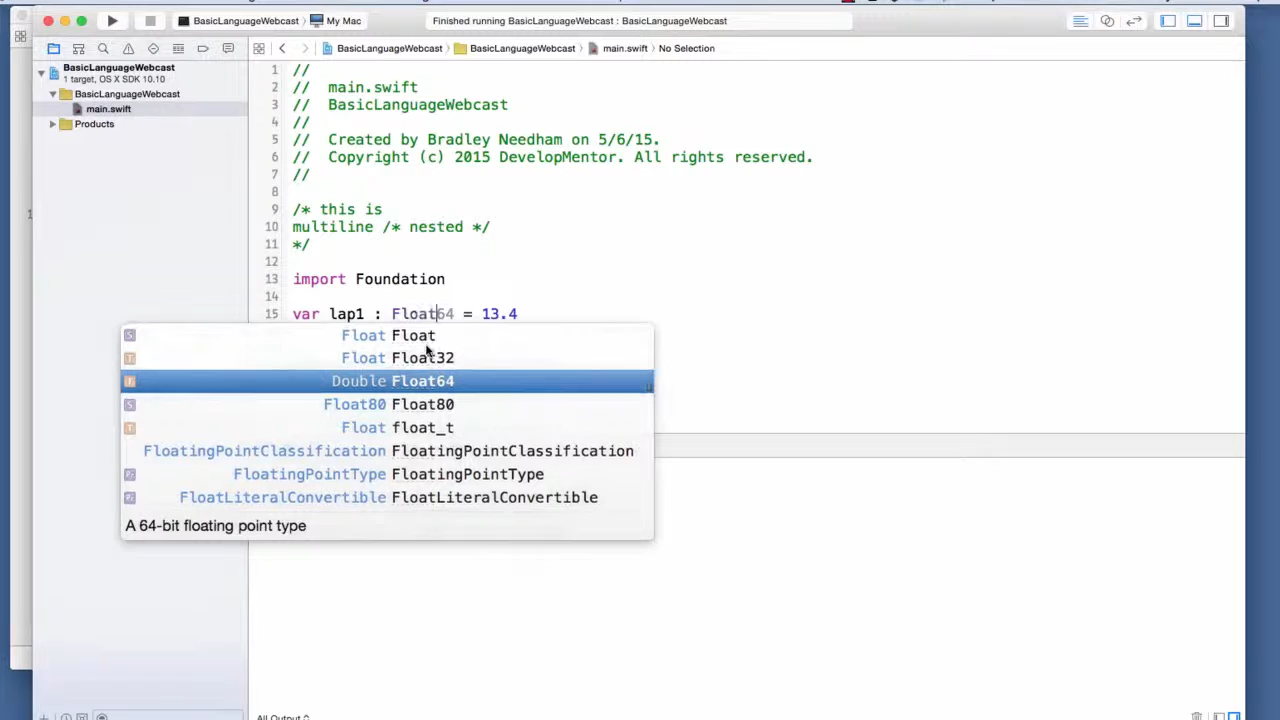 BasicLanguageWebcast My Mac
Finished running BasicLanguageWebcast : BasicLanguageWebcast
BasicLanguageWebcast
1 target, OS X SDK 10.10
BasicLanguageWebcast
main.swift
Products
BasicLanguageWebcast BasicLanguageWebcast main.swift No Selection
1 //
2 // main.swift
3 // BasicLanguageWebcast
4 //
5 // Created by Bradley Needham on 5/6/15.
6 // Copyright (c) 2015 DevelopMentor. All rights reserved.
7 //
8
9 /* this is
10 multiline /* nested */
11 */
12
13 import Foundation
14
15 var lap1 : Float64 = 13.4
Float Float
Float Float32
Double Float64
Float80 Float80
Float float_t
FloatingPointClassification FloatingPointClassification
FloatingPointType FloatingPointType
FloatLiteralConvertible FloatLiteralConvertible
A 64-bit floating point type
All Output